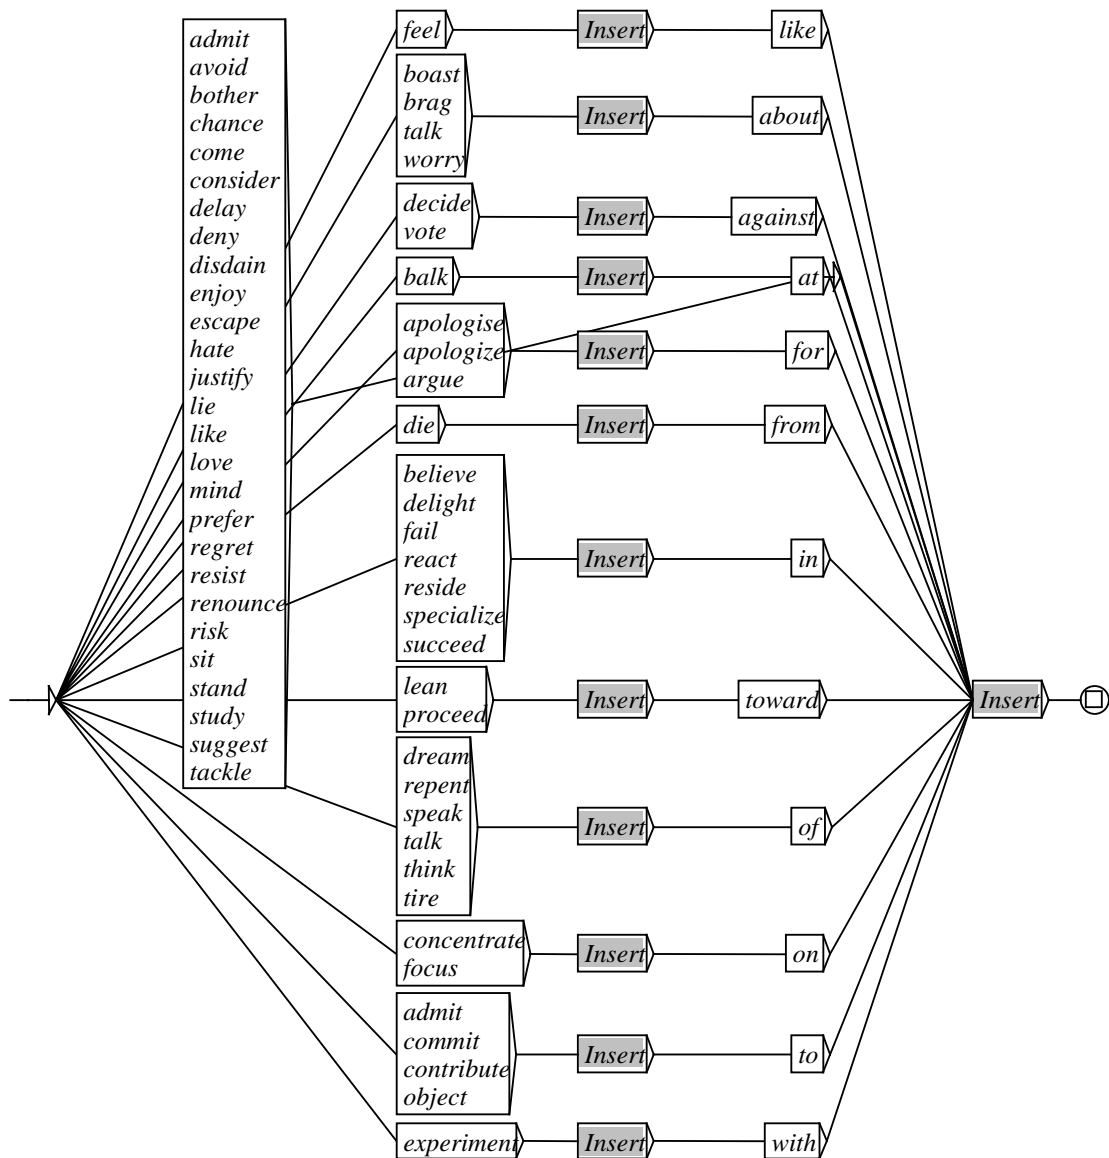 admit
avoid
bother
chance
come
consider
delay
deny
disdain
enjoy
escape
hate
justify
lie
like
love
mind
prefer
regret
resist
renounce
risk
sit
stand
study
suggest
tackle
feel Insert like
boast
brag
talk
worry
Insert about
decide
vote
Insert against
balk Insert at
apologise
apologize
argue
Insert for
die Insert from
believe
delight
fail
react
reside
specialize
succeed
Insert in
lean
proceed
Insert toward
Insert
dream
repent
speak
talk
think
tire
Insert of
concentrate
focus
Insert on
admit
commit
contribute
object
Insert to
experiment Insert with